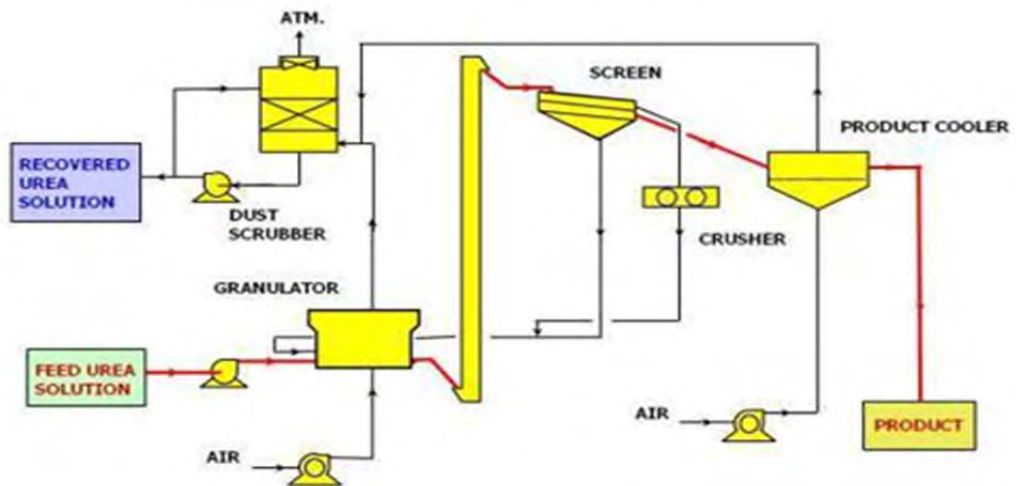 ATM.
SCREEN
PRODUCT COOLER
RECOVERED
UREA
SOLUTION
DUST
SCRUBBER
CRUSHER
GRANULATOR
FEED UREA
SOLUTION
AIR
PRODUCT
AIR